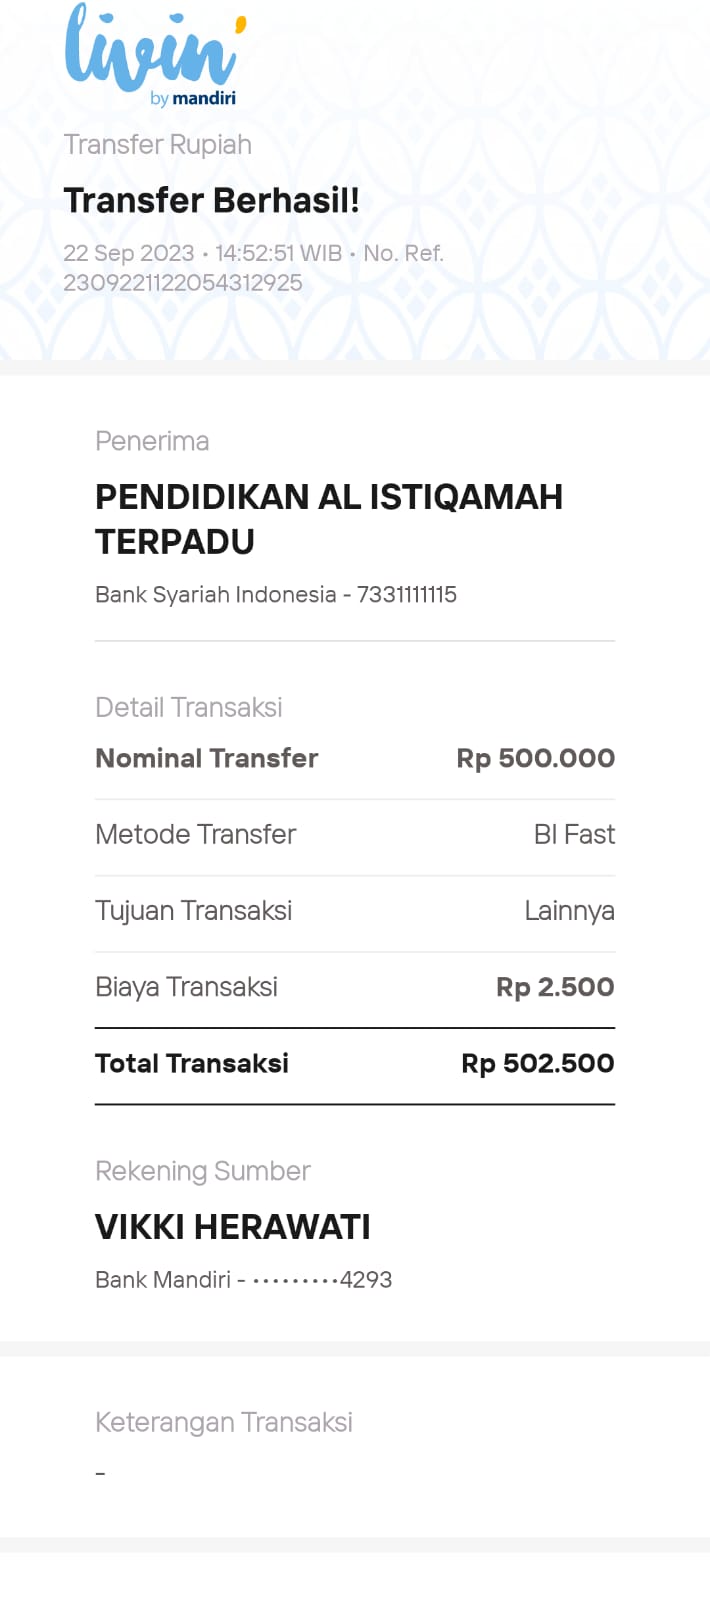 livin'
by mandiri
Transfer Rupiah
Transfer Berhasil!
22 Sep 2023 • 14:52:51 WIB • No. Ref.
2309221122054312925
Penerima
PENDIDIKAN AL ISTIQAMAH
TERPADU
Bank Syariah Indonesia - 7331111115
Detail Transaksi
Nominal Transfer Rp 500.000
Metode Transfer BI Fast
Tujuan Transaksi Lainnya
Biaya Transaksi Rp 2.500
Total Transaksi Rp 502.500
Rekening Sumber
VIKKI HERAWATI
Bank Mandiri - •••••••••4293
Keterangan Transaksi
-